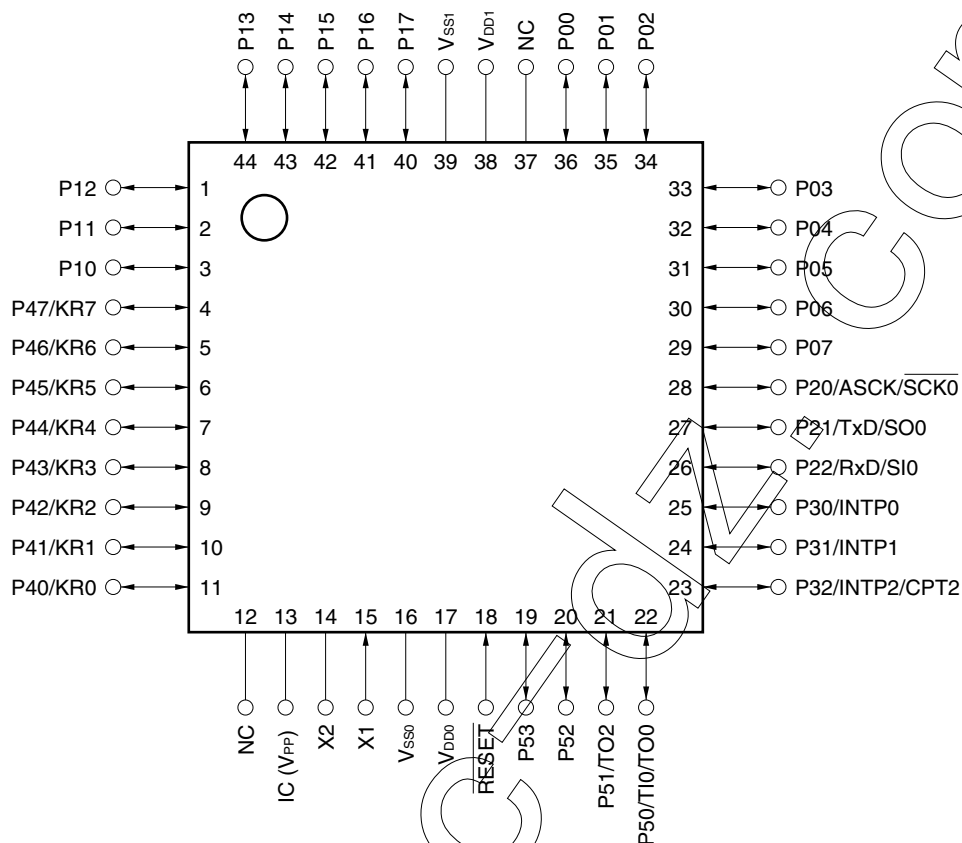 P13 P14 P15 P16 P17 VSS1 VDD1 NC P00 P01 P02
44 43 42 41 40 39 38 37 36 35 34
P12 1 33 P03
P11 2 32 P04
P10 3 31 P05
P47/KR7 4 30 P06
P46/KR6 5 29 P07
P45/KR5 6 28 P20/ASCK/SCK0
P44/KR4 7 27 P21/TxD/SO0
P43/KR3 8 26 P22/RxD/SI0
P42/KR2 9 25 P30/INTP0
P41/KR1 10 24 P31/INTP1
P40/KR0 11 23 P32/INTP2/CPT2
12 13 14 15 16 17 18 19 20 21 22
NC IC (VPP) X2 X1 VSS0 VDD0 RESET P53 P52 P51/TO2 P50/TI0/TO0